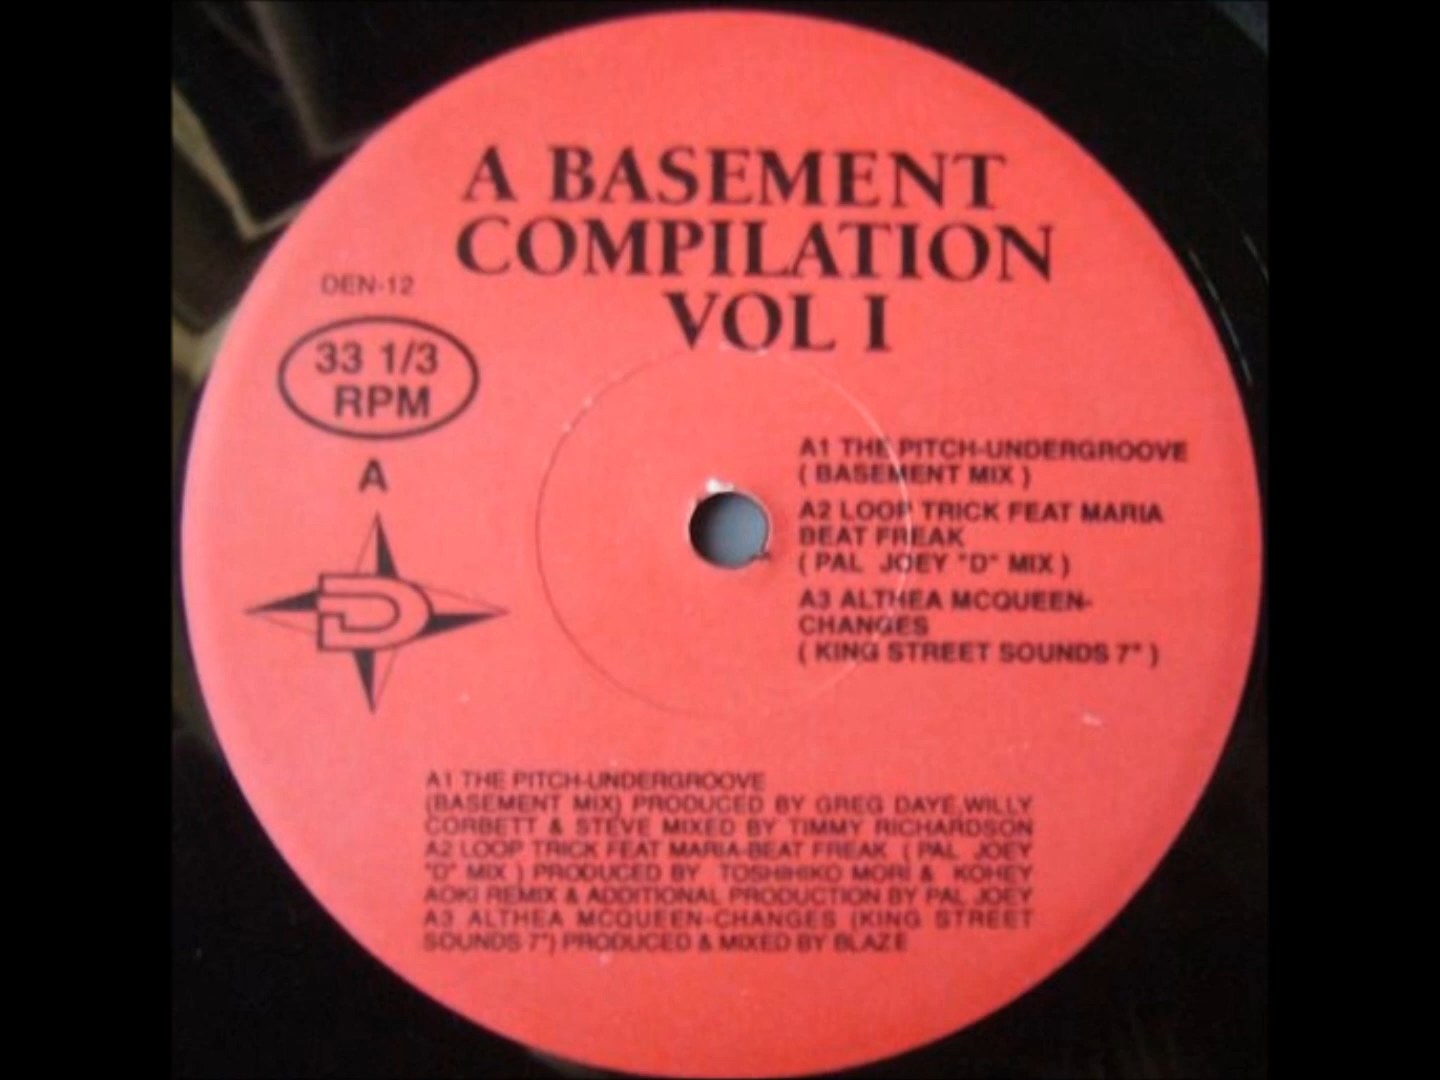 A BASEMENT
COMPILATION
VOL I
DEN-12
33 1/3
RPM
A
D
A1 THE PITCH-UNDERGROOVE
( BASEMENT MIX )
A2 LOOP TRICK FEAT MARIA
BEAT FREAK
( PAL JOEY "D" MIX )
A3 ALTHEA MCQUEEN-
CHANGES
( KING STREET SOUNDS 7" )
A1 THE PITCH-UNDERGROOVE
(BASEMENT MIX) PRODUCED BY GREG DAYE,WILLY
CORBETT & STEVE MIXED BY TIMMY RICHARDSON
A2 LOOP TRICK FEAT MARIA-BEAT FREAK ( PAL JOEY
"D" MIX ) PRODUCED BY TOSHIHIKO MORI & KOHEY
AOKI REMIX & ADDITIONAL PRODUCTION BY PAL JOEY
A3 ALTHEA MCQUEEN-CHANGES (KING STREET
SOUNDS 7") PRODUCED & MIXED BY BLAZE